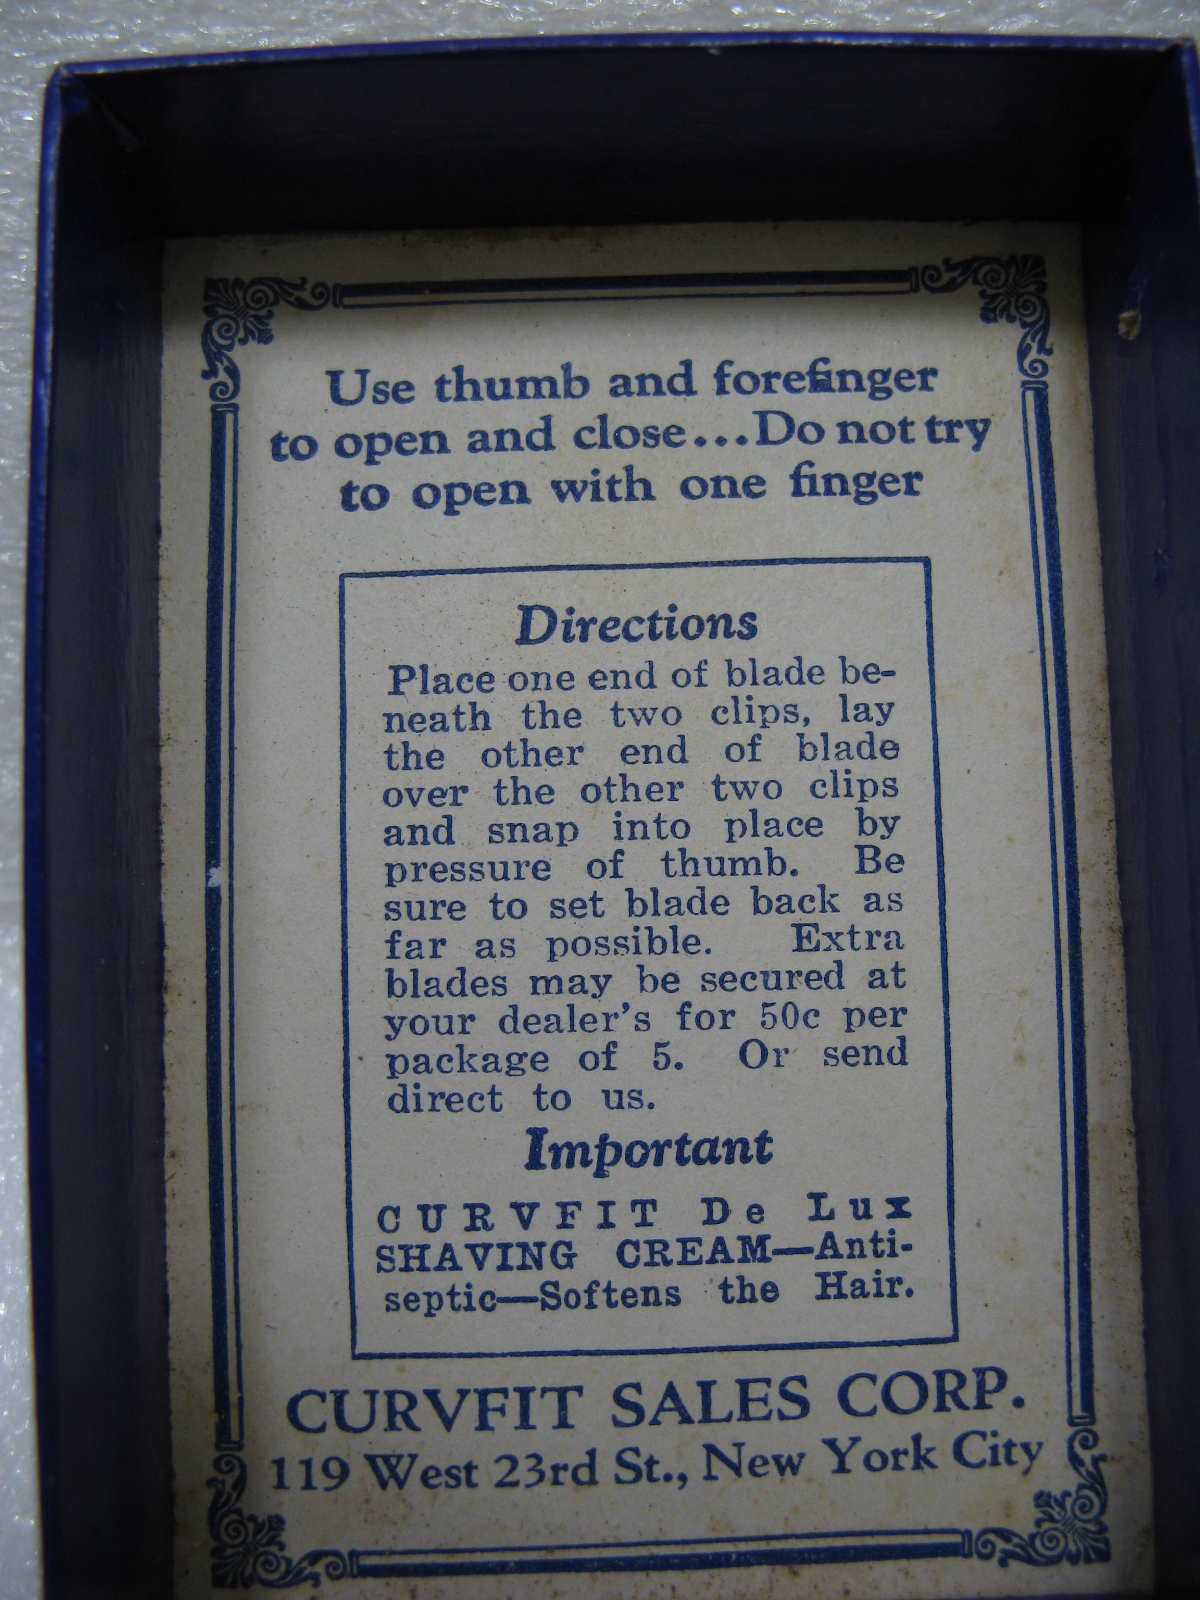 Use thumb and forefinger
to open and close...Do not try
to open with one finger
Directions
Place one end of blade be-
neath the two clips, lay
the other end of blade
over the other two clips
and snap into place by
pressure of thumb. Be
sure to set blade back as
far as possible. Extra
blades may be secured at
your dealer's for 50c per
package of 5. Or send
direct to us.
Important
CURVFIT De Lux
SHAVING CREAM—Anti-
septic—Softens the Hair.
CURVFIT SALES CORP.
119 West 23rd St., New York City